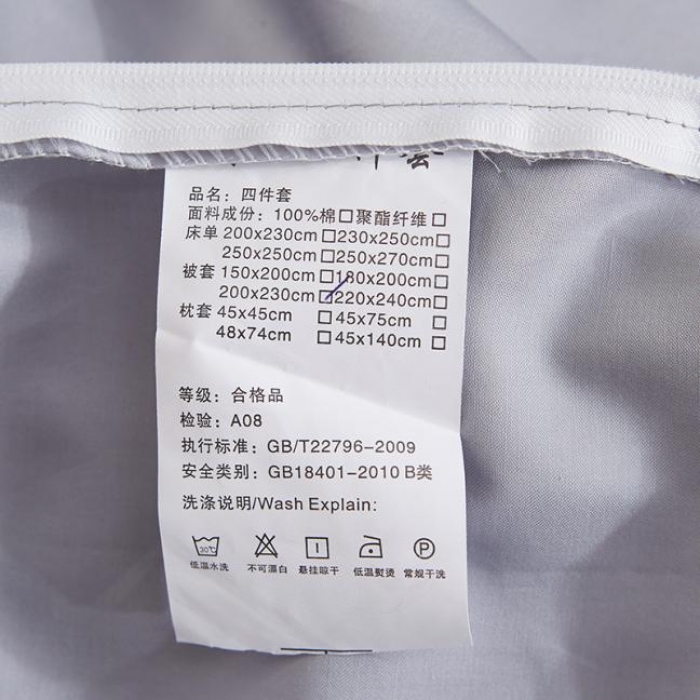 品名：四件套
面料成份：100%棉□聚酯纤维□
床单 200x230cm□230x250cm□
250x250cm□250x270cm□
被套 150x200cm□180x200cm□
200x230cm□220x240cm□
枕套 45x45cm □45x75cm □
48x74cm □45x140cm □
等级：合格品
检验：A08
执行标准：GB/T22796-2009
安全类别：GB18401-2010 B类
洗涤说明/Wash Explain:
30℃ P
低温水洗 不可漂白 悬挂晾干 低温熨烫 常规干洗